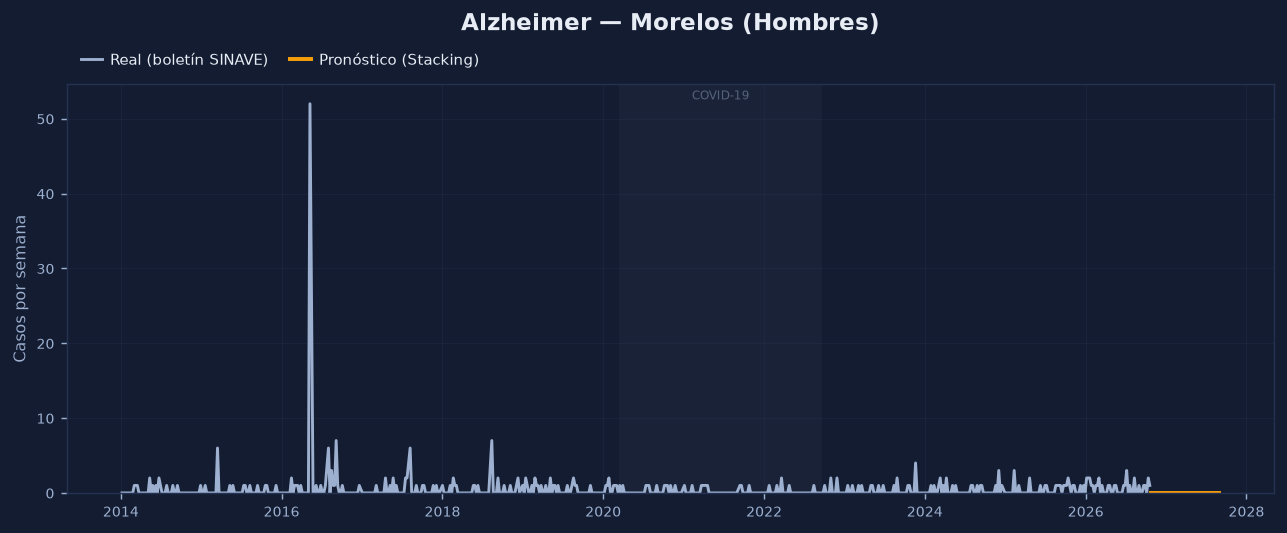 Alzheimer — Morelos (Hombres)
Real (boletín SINAVE)
Pronóstico (Stacking)
COVID-19
Casos por semana
50
40
30
20
10
0
2014
2016
2018
2020
2022
2024
2026
2028